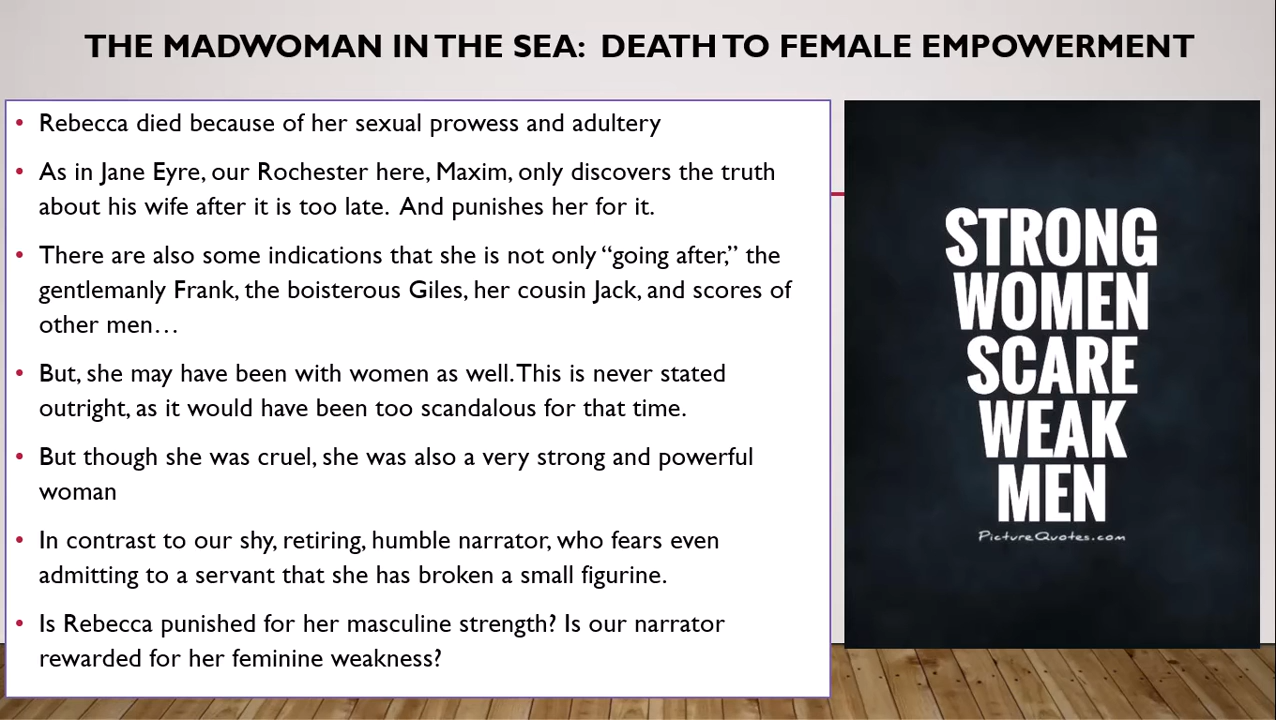 THE MADWOMAN IN THE SEA: DEATH TO FEMALE EMPOWERMENT
• Rebecca died because of her sexual prowess and adultery
• As in Jane Eyre, our Rochester here, Maxim, only discovers the truth
about his wife after it is too late. And punishes her for it.
• There are also some indications that she is not only “going after,” the
gentlemanly Frank, the boisterous Giles, her cousin Jack, and scores of
other men…
• But, she may have been with women as well. This is never stated
outright, as it would have been too scandalous for that time.
• But though she was cruel, she was also a very strong and powerful
woman
• In contrast to our shy, retiring, humble narrator, who fears even
admitting to a servant that she has broken a small figurine.
• Is Rebecca punished for her masculine strength? Is our narrator
rewarded for her feminine weakness?
STRONG
WOMEN
SCARE
WEAK
MEN
PictureQuotes.com